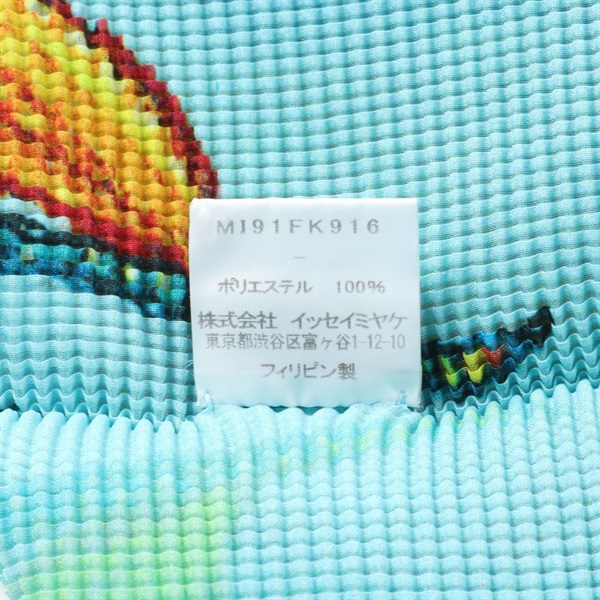 MI91FK916
–
ポリエステル 100%
株式会社 イッセイミヤケ
東京都渋谷区富ヶ谷1-12-10
フィリピン製